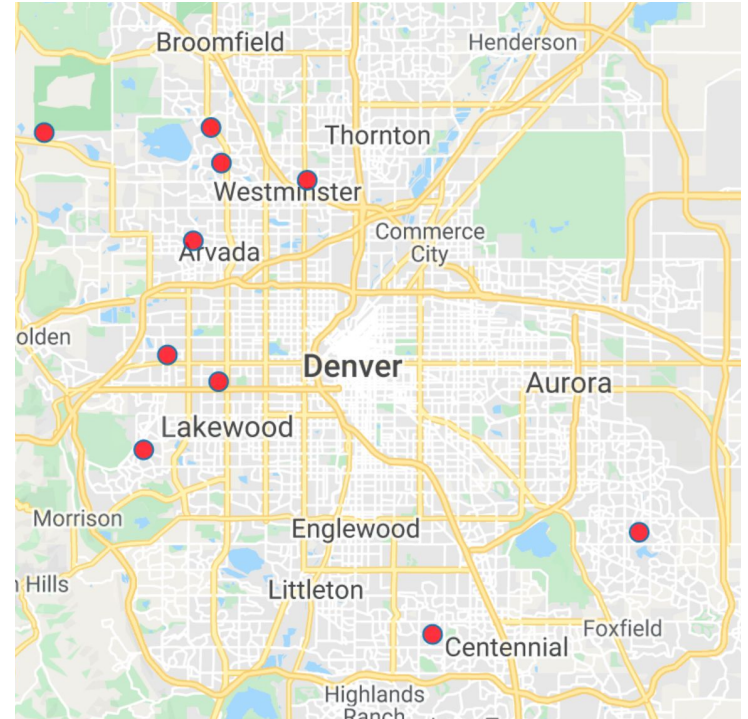 Broomfield
Henderson
Thornton
Westminster
Commerce
City
Arvada
olden
Denver
Aurora
Lakewood
Morrison
Englewood
n Hills
Littleton
Foxfield
Centennial
Highlands
Ranch